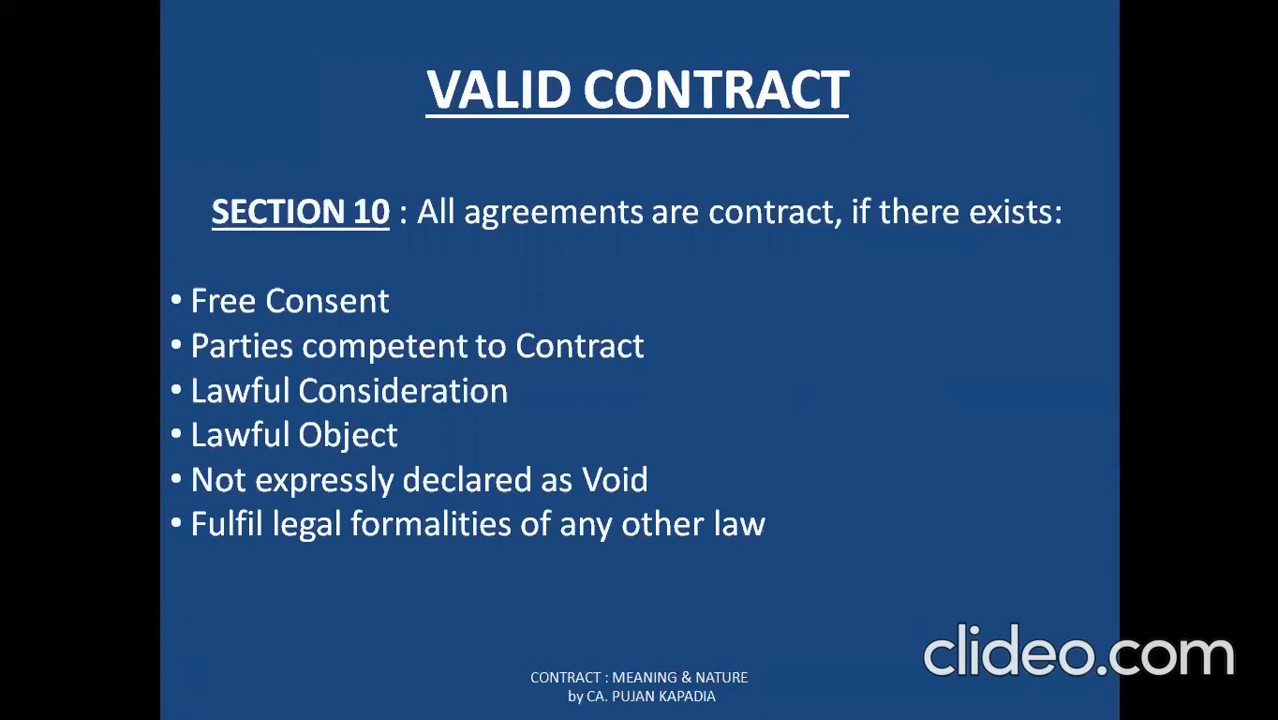 VALID CONTRACT
SECTION 10 : All agreements are contract, if there exists:
• Free Consent
• Parties competent to Contract
• Lawful Consideration
• Lawful Object
• Not expressly declared as Void
• Fulfil legal formalities of any other law
clideo.com
CONTRACT : MEANING & NATURE
by CA. PUJAN KAPADIA